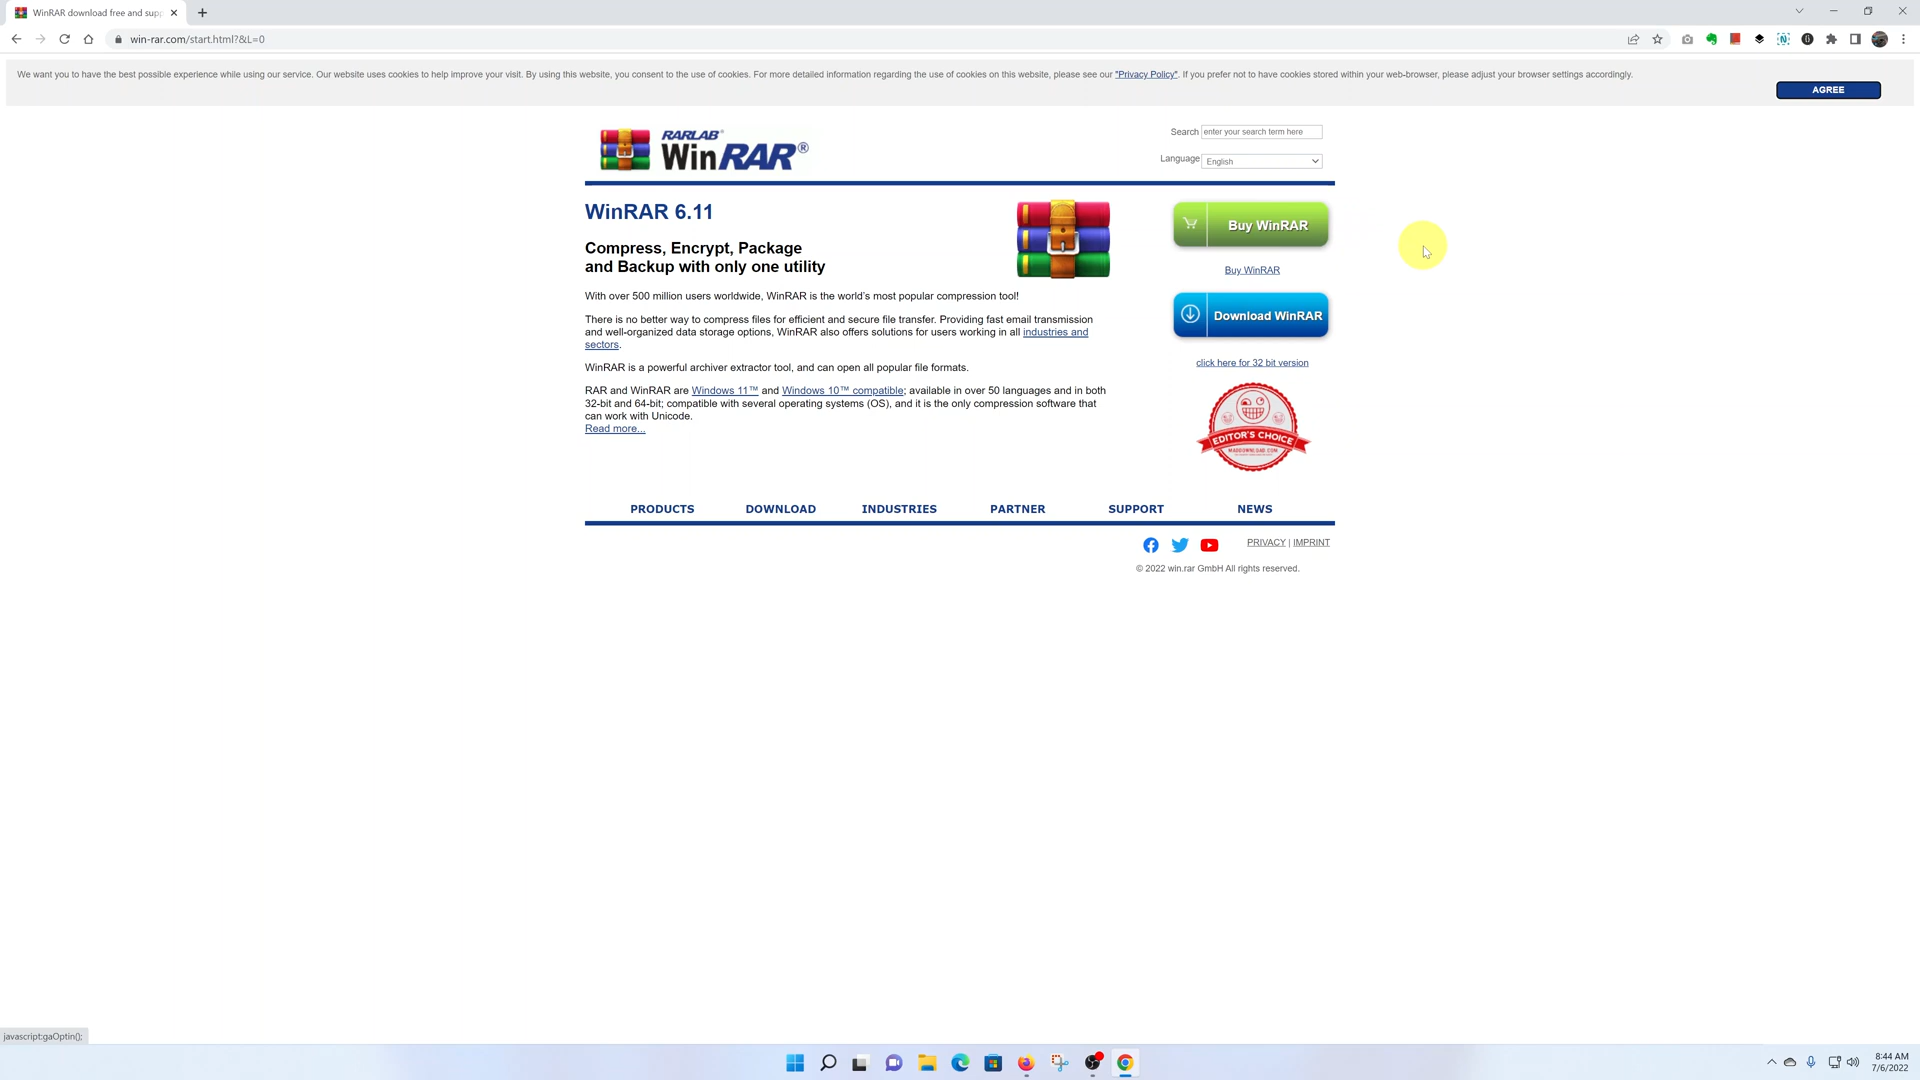 WinRAR download free and supp
win-rar.com/start.html?&L=0
We want you to have the best possible experience while using our service. Our website uses cookies to help improve your visit. By using this website, you consent to the use of cookies. For more detailed information regarding the use of cookies on this website, please see our "Privacy Policy". If you prefer not to have cookies stored within your web-browser, please adjust your browser settings accordingly.
AGREE
RARLAB®
WinRAR®
Search enter your search term here
Language English
WinRAR 6.11
Compress, Encrypt, Package
and Backup with only one utility
With over 500 million users worldwide, WinRAR is the world's most popular compression tool!
There is no better way to compress files for efficient and secure file transfer. Providing fast email transmission
and well-organized data storage options, WinRAR also offers solutions for users working in all industries and
sectors.
WinRAR is a powerful archiver extractor tool, and can open all popular file formats.
RAR and WinRAR are Windows 11™ and Windows 10™ compatible; available in over 50 languages and in both
32-bit and 64-bit; compatible with several operating systems (OS), and it is the only compression software that
can work with Unicode.
Read more...
Buy WinRAR
Buy WinRAR
Download WinRAR
click here for 32 bit version
EDITOR'S CHOICE
MADDOWNLOAD.COM
PRODUCTS DOWNLOAD INDUSTRIES PARTNER SUPPORT NEWS
PRIVACY | IMPRINT
© 2022 win.rar GmbH All rights reserved.
javascript:gaOptin();
8:44 AM
7/6/2022